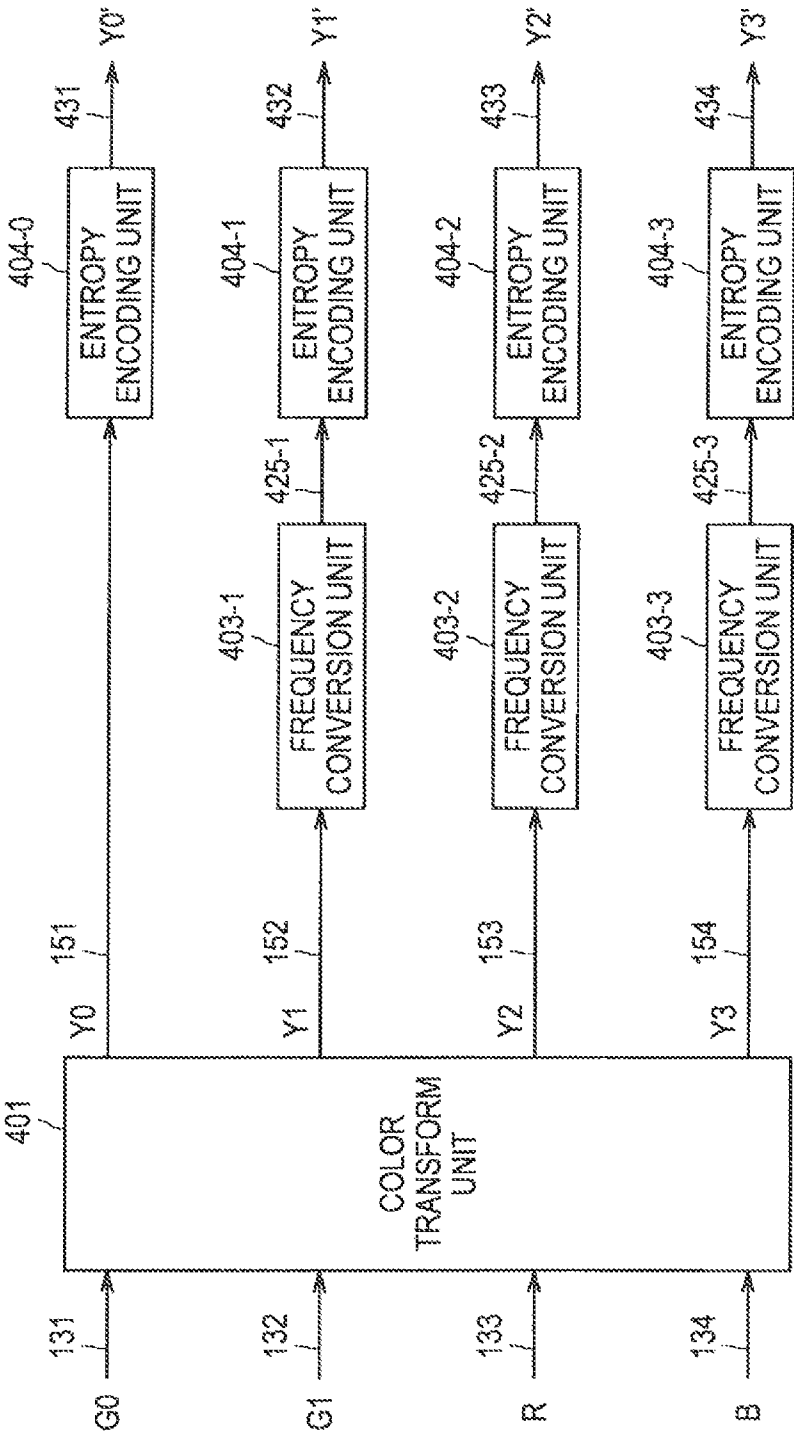 G0
131
G1
132
R
133
B
134
401
COLOR
TRANSFORM
UNIT
Y0
151
Y1
152
Y2
153
Y3
154
403-1
FREQUENCY
CONVERSION UNIT
403-2
FREQUENCY
CONVERSION UNIT
403-3
FREQUENCY
CONVERSION UNIT
425-1
425-2
425-3
404-0
ENTROPY
ENCODING UNIT
404-1
ENTROPY
ENCODING UNIT
404-2
ENTROPY
ENCODING UNIT
404-3
ENTROPY
ENCODING UNIT
431
Y0'
432
Y1'
433
Y2'
434
Y3'